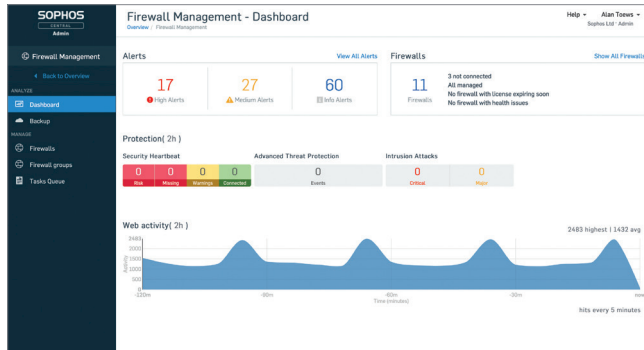 SOPHOS
CENTRAL
Admin
Firewall Management
Back to Overview
ANALYZE
Dashboard
Backup
MANAGE
Firewalls
Firewall groups
Tasks Queue
Firewall Management - Dashboard
Overview / Firewall Management
Help
Alan Toews
Sophos Ltd · Admin
Alerts
View All Alerts
17
High Alerts
27
Medium Alerts
60
Info Alerts
Firewalls
Show All Firewalls
11
Firewalls
3 not connected
All managed
No firewall with license expiring soon
No firewall with health issues
Protection( 2h )
Security Heartbeat
0
Risk
0
Missing
0
Warnings
0
Connected
Advanced Threat Protection
0
Events
Intrusion Attacks
0
Critical
0
Major
Web activity( 2h )
2483 highest | 1432 avg
Activity
2483
2000
1500
1000
500
0
-120m
-90m
-60m
-30m
now
Time (minutes)
hits every 5 minutes